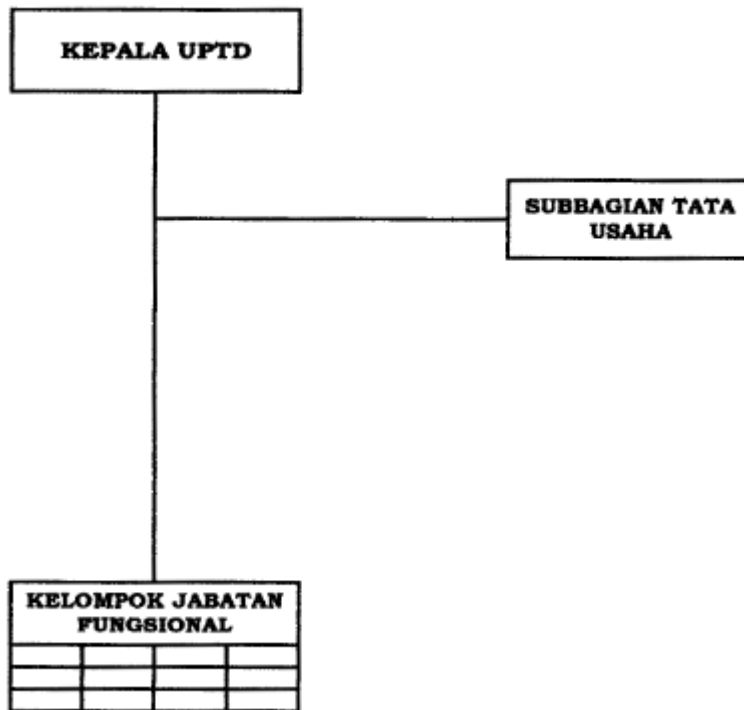 KEPALA UPTD
SUBBAGIAN TATA
USAHA
KELOMPOK JABATAN
FUNGSIONAL